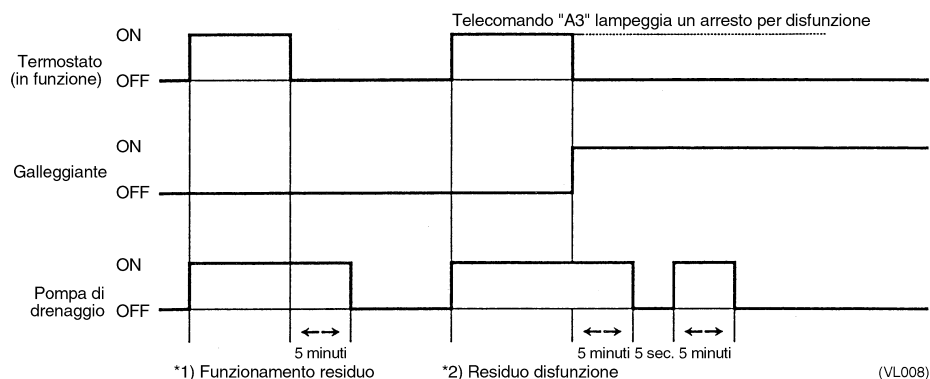 Telecomando "A3" lampeggia un arresto per disfunzione
ON
Termostato
(in funzione)
OFF
ON
Galleggiante
OFF
ON
Pompa di
drenaggio
OFF
5 minuti
5 minuti 5 sec. 5 minuti
*1) Funzionamento residuo
*2) Residuo disfunzione
(VL008)